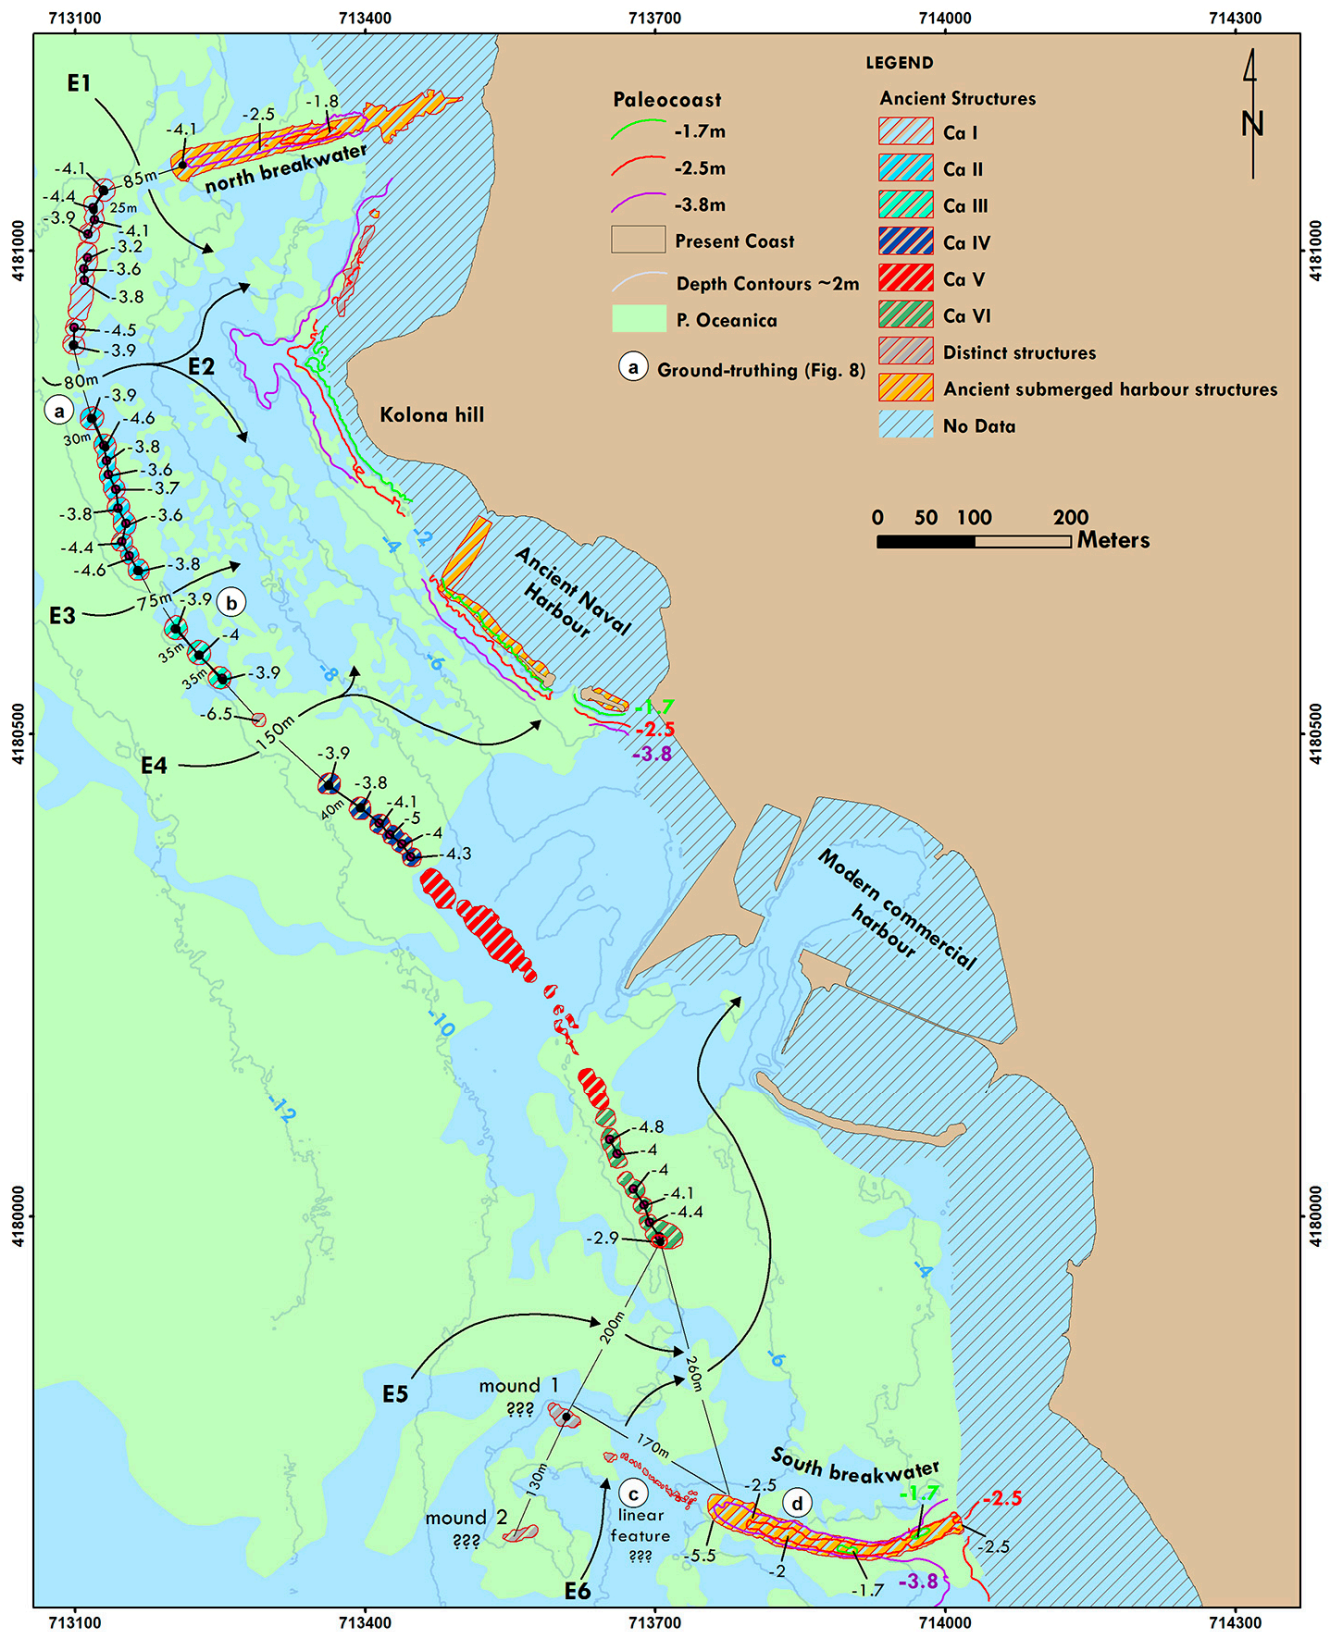 713100 713400 713700 714000 714300
LEGEND
Paleocoast
-1.7m
-2.5m
-3.8m
Present Coast
Depth Contours ~2m
P. Oceanica
a Ground-truthing (Fig. 8)
Ancient Structures
Ca I
Ca II
Ca III
Ca IV
Ca V
Ca VI
Distinct structures
Ancient submerged harbour structures
No Data
N
0 50 100 200
Meters
4181000
4180500
4180000
4181000
4180500
4180000
E1
-4.1
-2.5
-1.8
north breakwater
85m
-4.1
-4.4
25m
-3.9
-4.1
-3.2
-3.6
-3.8
-4.5
-3.9
E2
80m
a
-3.9
30m
-4.6
-3.8
-3.6
-3.7
-3.8
-3.6
-4.4
-4.6
-3.8
Kolona hill
-2
-4
Ancient Naval
Harbour
E3
75m
-3.9
b
35m
-4
35m
-3.9
-6.5
-8
-6
-1.7
-2.5
-3.8
E4
150m
-3.9
40m
-3.8
-4.1
-5
-4
-4.3
Modern commercial
harbour
-10
-12
-4.8
-4
-4
-4.1
-4.4
-2.9
-4
-6
E5
200m
260m
mound 1
???
170m
130m
mound 2
???
c
linear
feature
???
E6
South breakwater
-2.5
d
-1.7
-2.5
-5.5
-2
-1.7
-3.8
-2.5
713100 713400 713700 714000 714300